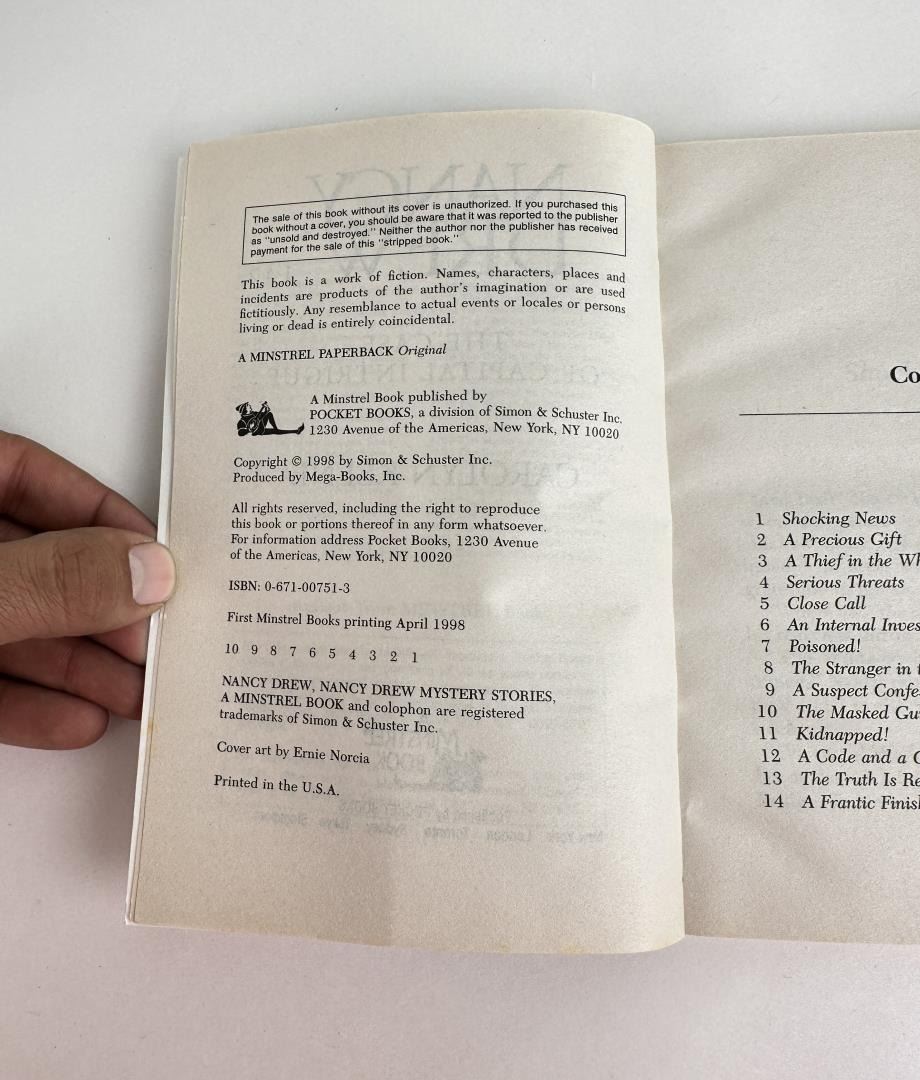 The sale of this book without its cover is unauthorized. If you purchased this
book without a cover, you should be aware that it was reported to the publisher
as "unsold and destroyed." Neither the author nor the publisher has received
payment for the sale of this "stripped book."
This book is a work of fiction. Names, characters, places and
incidents are products of the author's imagination or are used
fictitiously. Any resemblance to actual events or locales or persons
living or dead is entirely coincidental.
A MINSTREL PAPERBACK Original
A Minstrel Book published by
POCKET BOOKS, a division of Simon & Schuster Inc.
1230 Avenue of the Americas, New York, NY 10020
Copyright © 1998 by Simon & Schuster Inc.
Produced by Mega-Books, Inc.
All rights reserved, including the right to reproduce
this book or portions thereof in any form whatsoever.
For information address Pocket Books, 1230 Avenue
of the Americas, New York, NY 10020
ISBN: 0-671-00751-3
First Minstrel Books printing April 1998
10 9 8 7 6 5 4 3 2 1
NANCY DREW, NANCY DREW MYSTERY STORIES,
A MINSTREL BOOK and colophon are registered
trademarks of Simon & Schuster Inc.
Cover art by Ernie Norcia
Printed in the U.S.A.
Co
1 Shocking News
2 A Precious Gift
3 A Thief in the Wh
4 Serious Threats
5 Close Call
6 An Internal Inves
7 Poisoned!
8 The Stranger in t
9 A Suspect Confe
10 The Masked Gu
11 Kidnapped!
12 A Code and a C
13 The Truth Is Re
14 A Frantic Finis